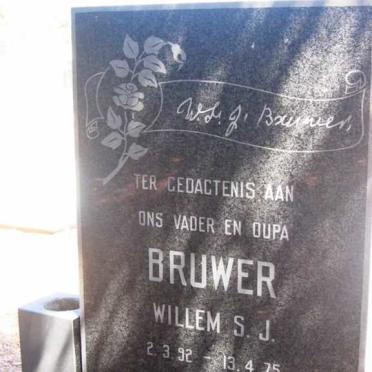 W.S.J. Bruwer.
TER GEDAGTENIS AAN
ONS VADER EN OUPA
BRUWER
WILLEM S. J.
2.3.92 - 13.4.75